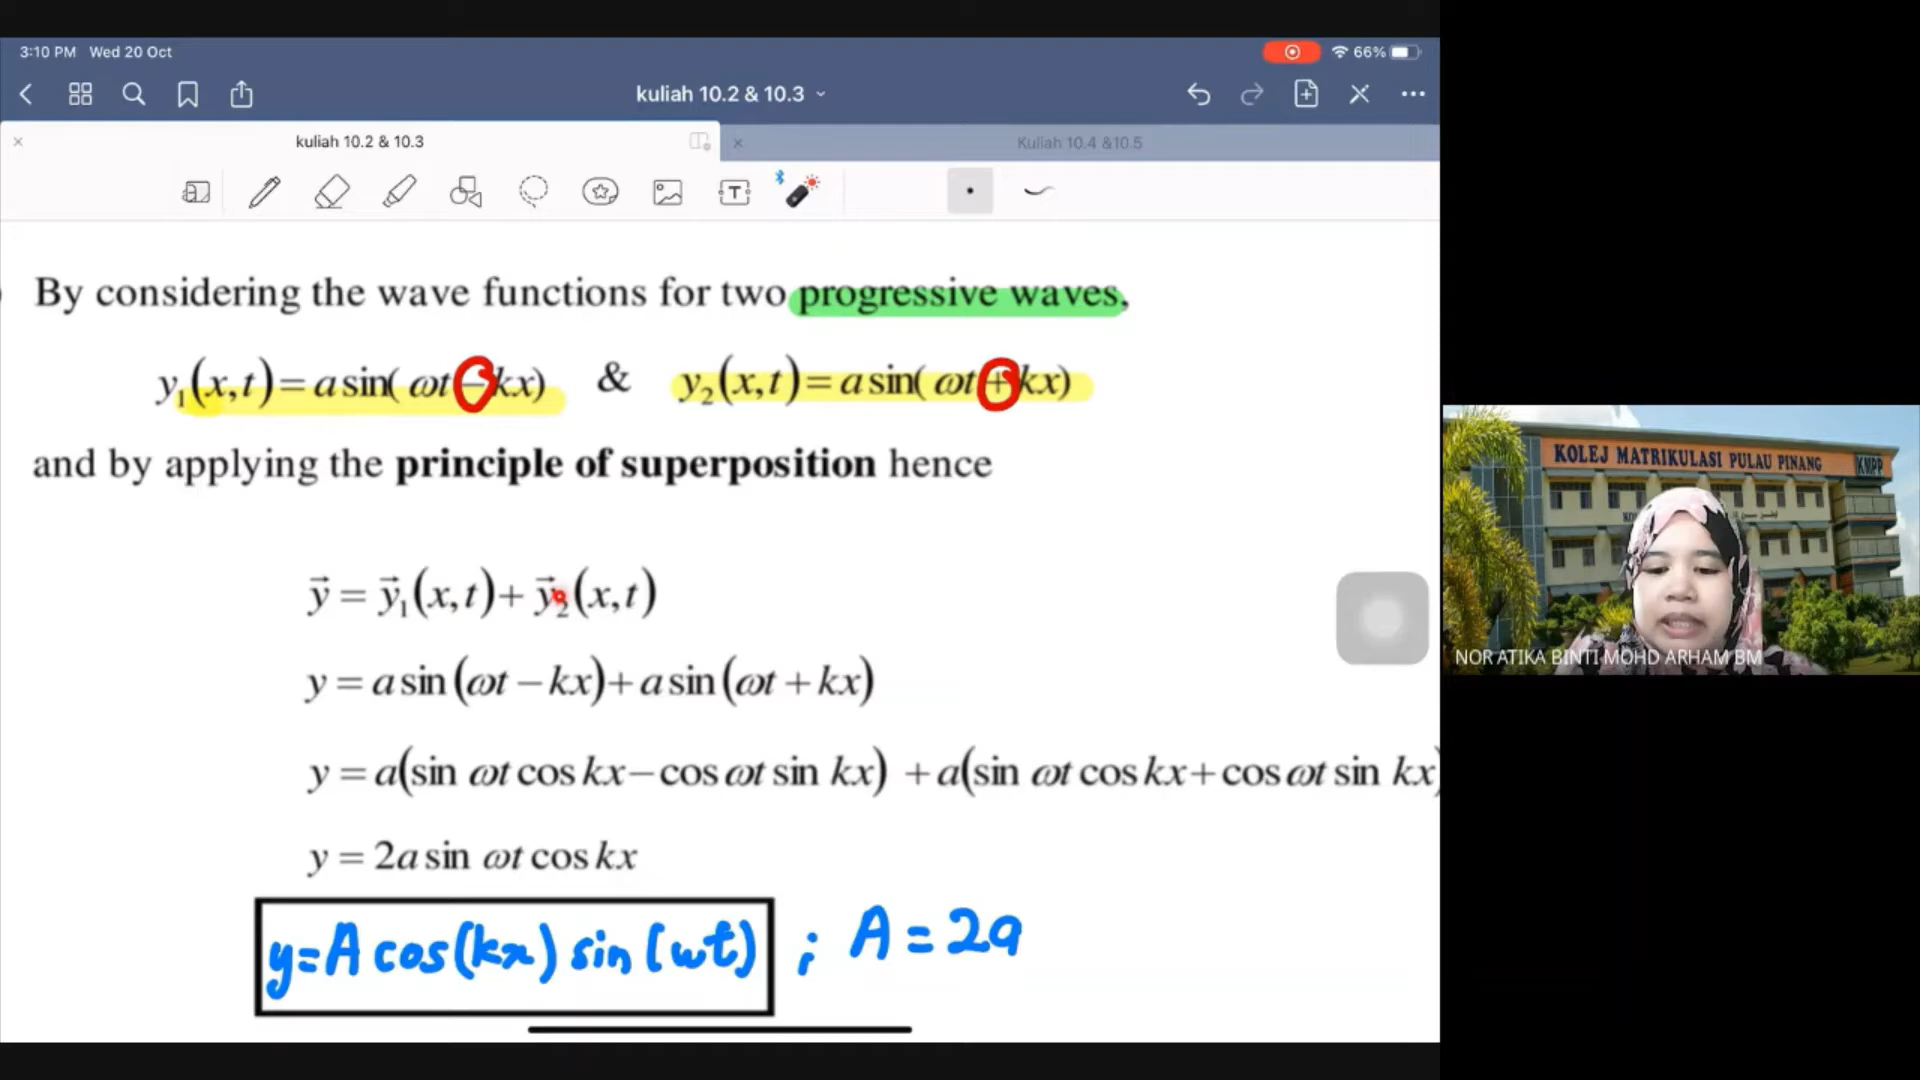 3:10 PM Wed 20 Oct
66%
kuliah 10.2 & 10.3
kuliah 10.2 & 10.3
Kuliah 10.4 &10.5
T
By considering the wave functions for two progressive waves,
y₁(x,t)= a sin( ωt − kx) & y₂(x,t)= a sin( ωt + kx)
and by applying the principle of superposition hence
y⃗ = y⃗₁(x,t)+ y⃗₂(x,t)
y = a sin(ωt − kx)+ a sin(ωt + kx)
y = a(sin ωt cos kx − cos ωt sin kx) + a(sin ωt cos kx + cos ωt sin kx)
y = 2a sin ωt cos kx
y=A cos(kx) sin(ωt) ; A = 2a
KOLEJ MATRIKULASI PULAU PINANG KMPP
NOR ATIKA BINTI MOHD ARHAM BM